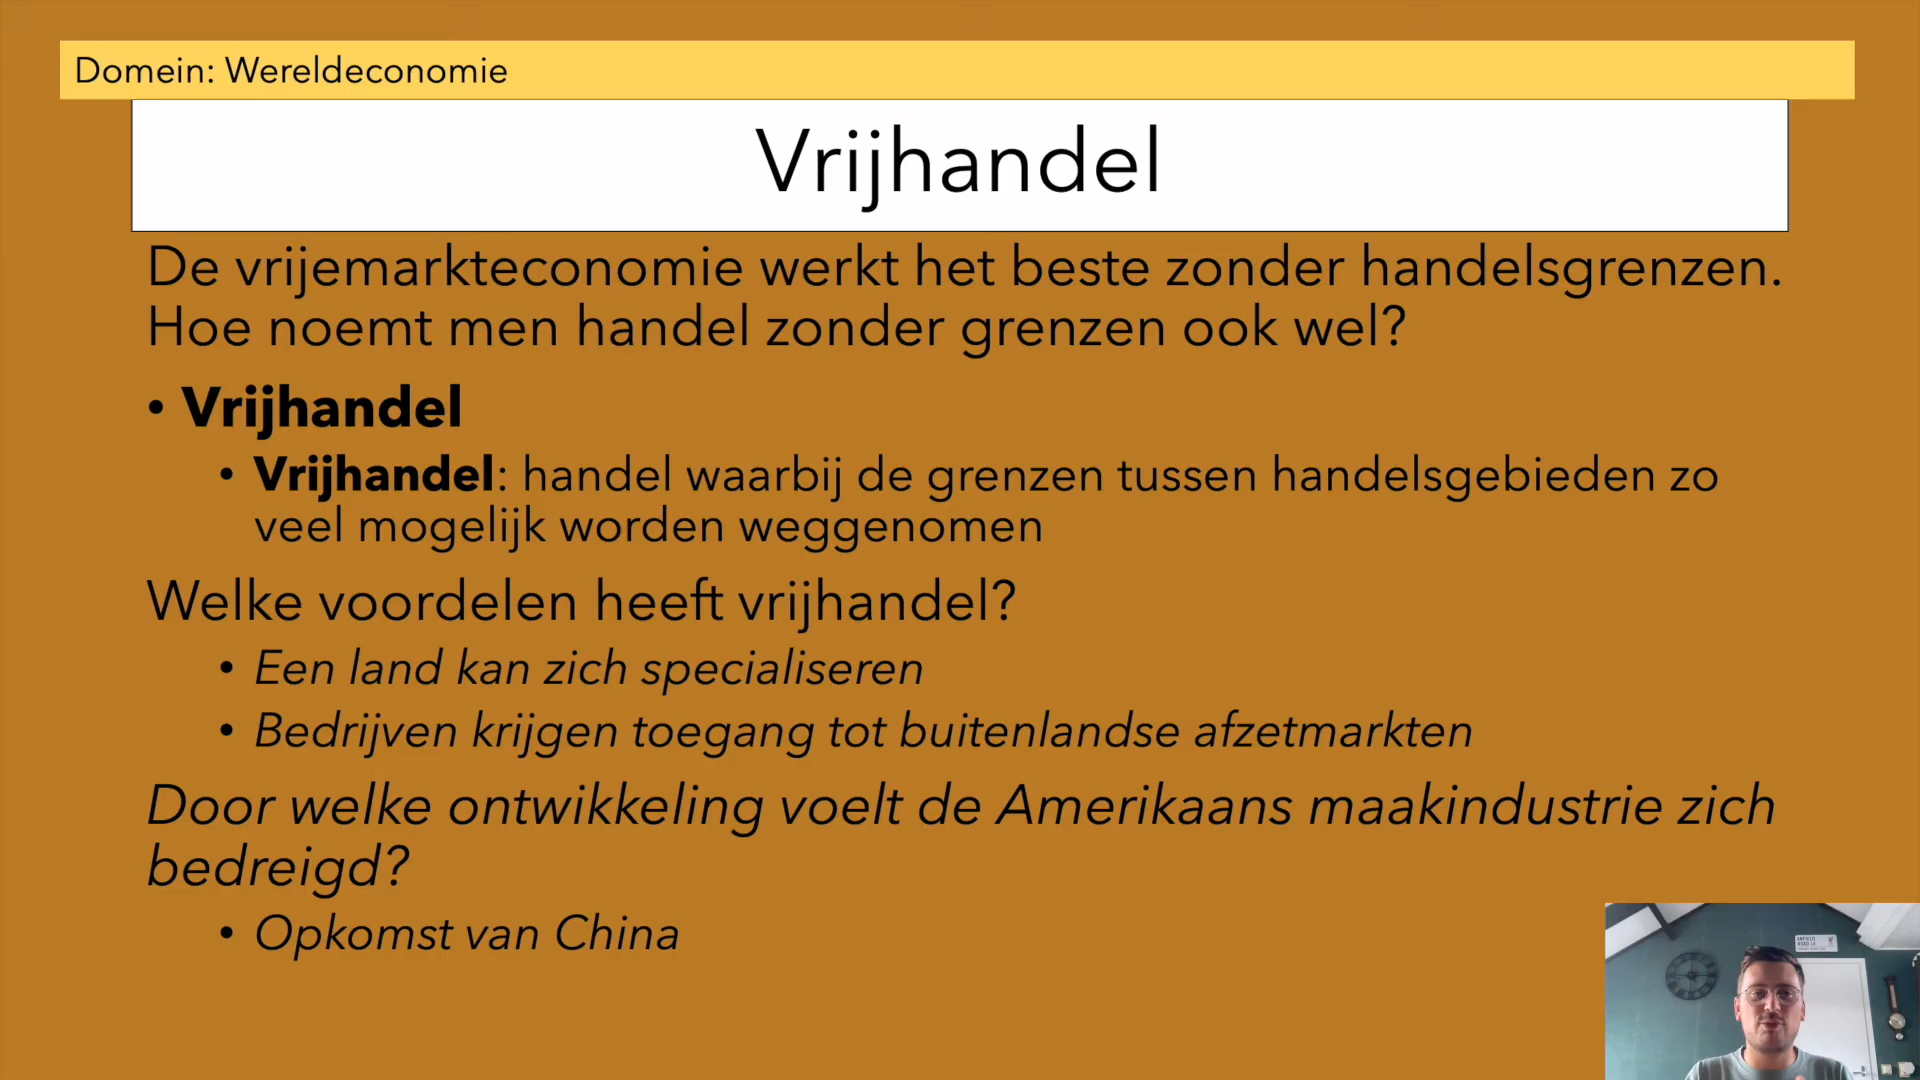 Domein: Wereldeconomie
Vrijhandel
De vrijemarkteconomie werkt het beste zonder handelsgrenzen.
Hoe noemt men handel zonder grenzen ook wel?
• Vrijhandel
• Vrijhandel: handel waarbij de grenzen tussen handelsgebieden zo
veel mogelijk worden weggenomen
Welke voordelen heeft vrijhandel?
• Een land kan zich specialiseren
• Bedrijven krijgen toegang tot buitenlandse afzetmarkten
Door welke ontwikkeling voelt de Amerikaans maakindustrie zich
bedreigd?
• Opkomst van China
ANFIELD
ROAD L4